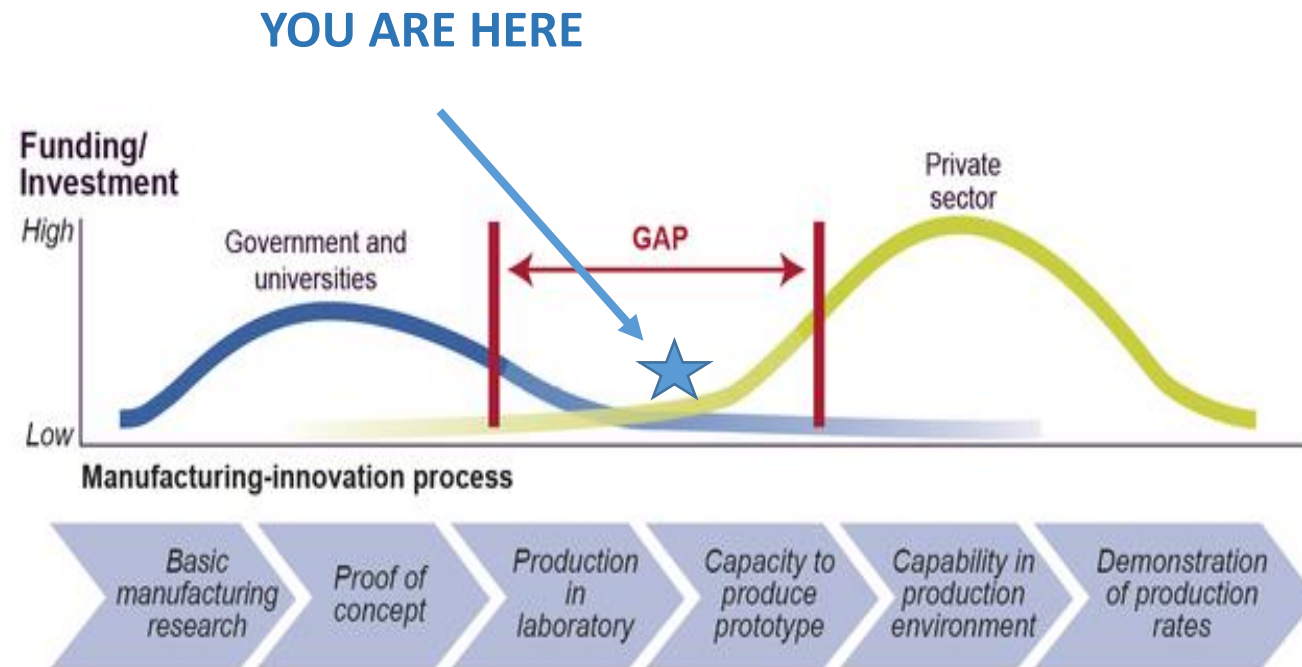 YOU ARE HERE
Funding/
Investment
High
Government and
universities
GAP
Private
sector
Low
Manufacturing-innovation process
Basic
manufacturing
research
Proof of
concept
Production
in
laboratory
Capacity to
produce
prototype
Capability in
production
environment
Demonstration
of production
rates